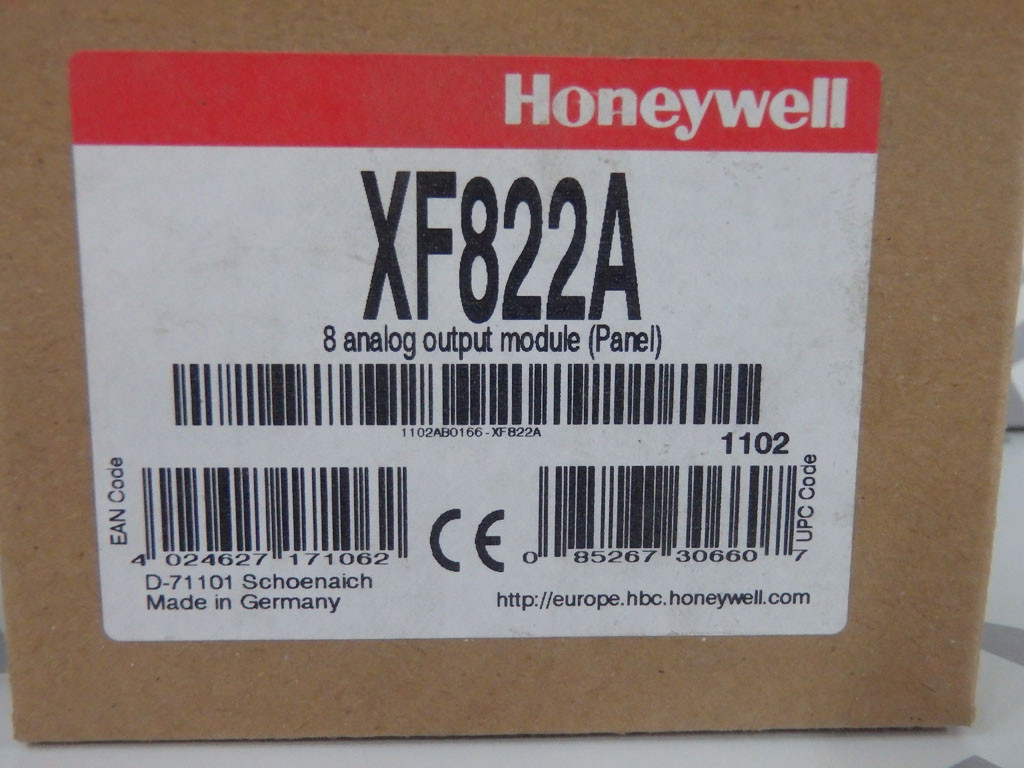 Honeywell
XF822A
8 analog output module (Panel)
1102AB0166-XF822A
1102
EAN Code
4 024627 171062
CE
0 85267 30660 7
UPC Code
D-71101 Schoenaich
Made in Germany
http://europe.hbc.honeywell.com